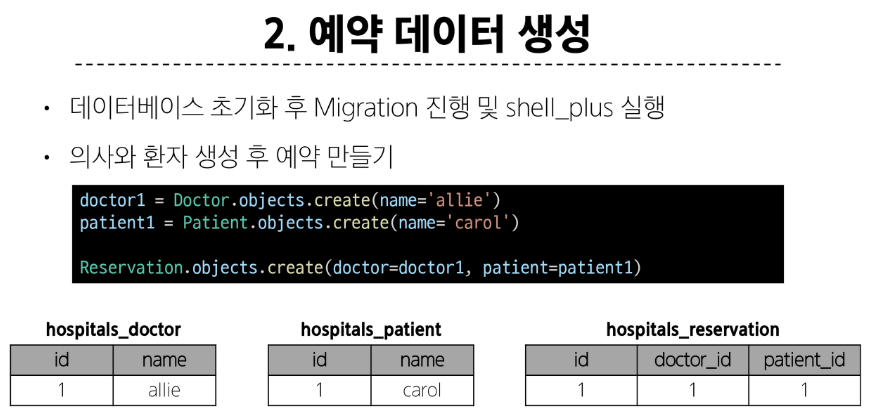 2. 예약 데이터 생성
• 데이터베이스 초기화 후 Migration 진행 및 shell_plus 실행
• 의사와 환자 생성 후 예약 만들기
doctor1 = Doctor.objects.create(name='allie')
patient1 = Patient.objects.create(name='carol')
Reservation.objects.create(doctor=doctor1, patient=patient1)
hospitals_doctor hospitals_patient hospitals_reservation
id name id name id doctor_id patient_id
1 allie 1 carol 1 1 1